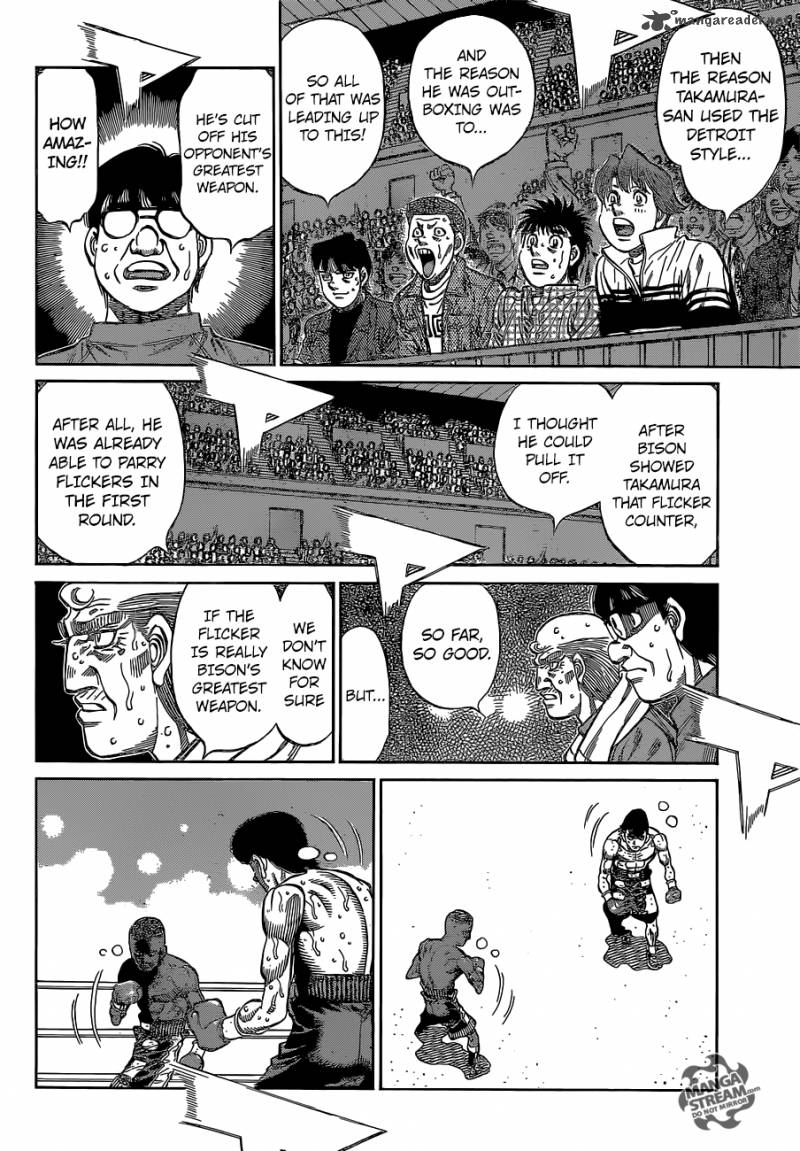 mangareader.net
THEN
THE REASON
TAKAMURA-
SAN USED THE
DETROIT
STYLE...
AND
THE REASON
HE WAS OUT-
BOXING WAS
TO...
SO ALL
OF THAT WAS
LEADING UP
TO THIS!
HE'S CUT
OFF HIS
OPPONENT'S
GREATEST
WEAPON.
HOW
AMAZ-
ING!!
AFTER
BISON
SHOWED
TAKAMURA
THAT FLICKER
COUNTER,
I THOUGHT
HE COULD
PULL IT
OFF.
AFTER ALL, HE
WAS ALREADY
ABLE TO PARRY
FLICKERS
IN THE
FIRST
ROUND.
SO FAR,
SO GOOD.
BUT...
WE
DON'T
KNOW
FOR
SURE
IF THE
FLICKER
IS REALLY
BISON'S
GREATEST
WEAPON.
MANGA
STREAM.com
DO NOT MIRROR